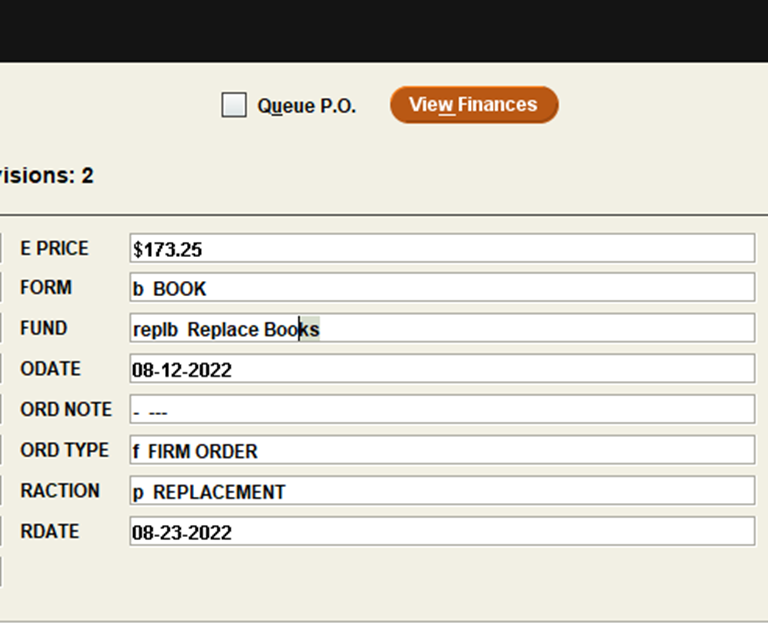 Queue P.O. View Finances
isions: 2
E PRICE $173.25
FORM b BOOK
FUND replb Replace Books
ODATE 08-12-2022
ORD NOTE - ---
ORD TYPE f FIRM ORDER
RACTION p REPLACEMENT
RDATE 08-23-2022